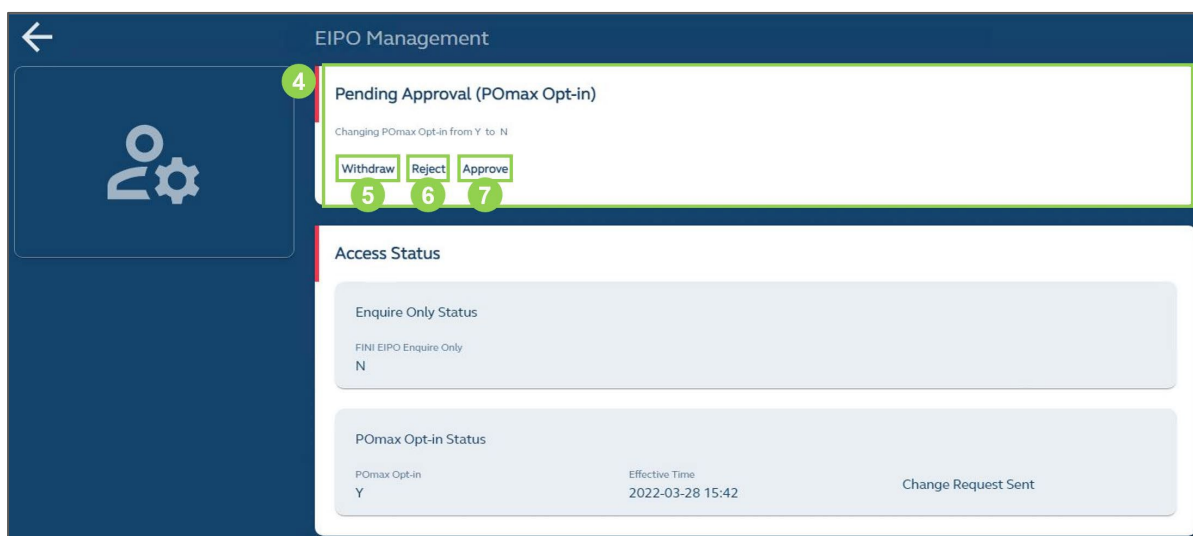 EIPO Management
4
Pending Approval (POmax Opt-in)
Changing POmax Opt-in from Y to N
Withdraw Reject Approve
5 6 7
Access Status
Enquire Only Status
FINI EIPO Enquire Only
N
POmax Opt-in Status
POmax Opt-in Effective Time
Y 2022-03-28 15:42 Change Request Sent